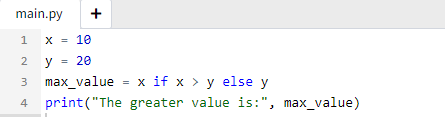 main.py +
1 x = 10
2 y = 20
3 max_value = x if x > y else y
4 print("The greater value is:", max_value)